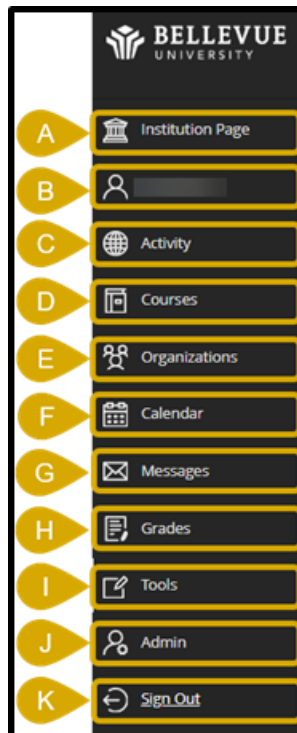 BELLEVUE
UNIVERSITY
A Institution Page
B
C Activity
D Courses
E Organizations
F Calendar
G Messages
H Grades
I Tools
J Admin
K Sign Out